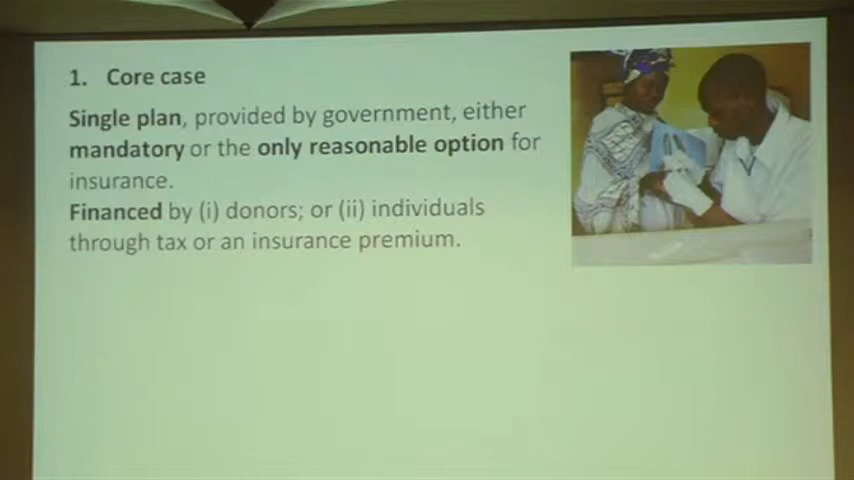 1. Core case
Single plan, provided by government, either
mandatory or the only reasonable option for
insurance.
Financed by (i) donors; or (ii) individuals
through tax or an insurance premium.